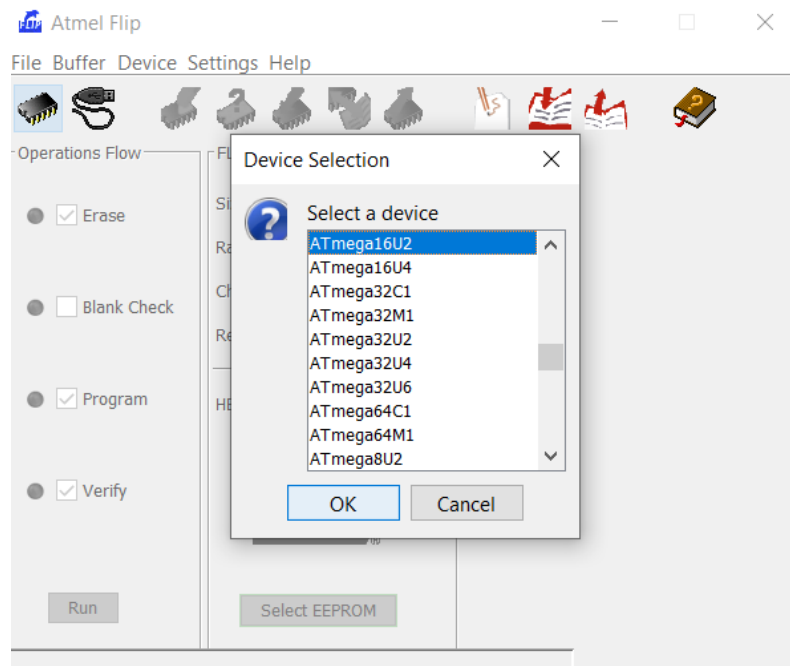 Atmel Flip
File Buffer Device Settings Help
Operations Flow
Device Selection
Erase
Select a device
ATmega16U2
ATmega16U4
ATmega32C1
ATmega32M1
ATmega32U2
ATmega32U4
ATmega32U6
ATmega64C1
ATmega64M1
ATmega8U2
Blank Check
Program
Verify
OK Cancel
Run
Select EEPROM